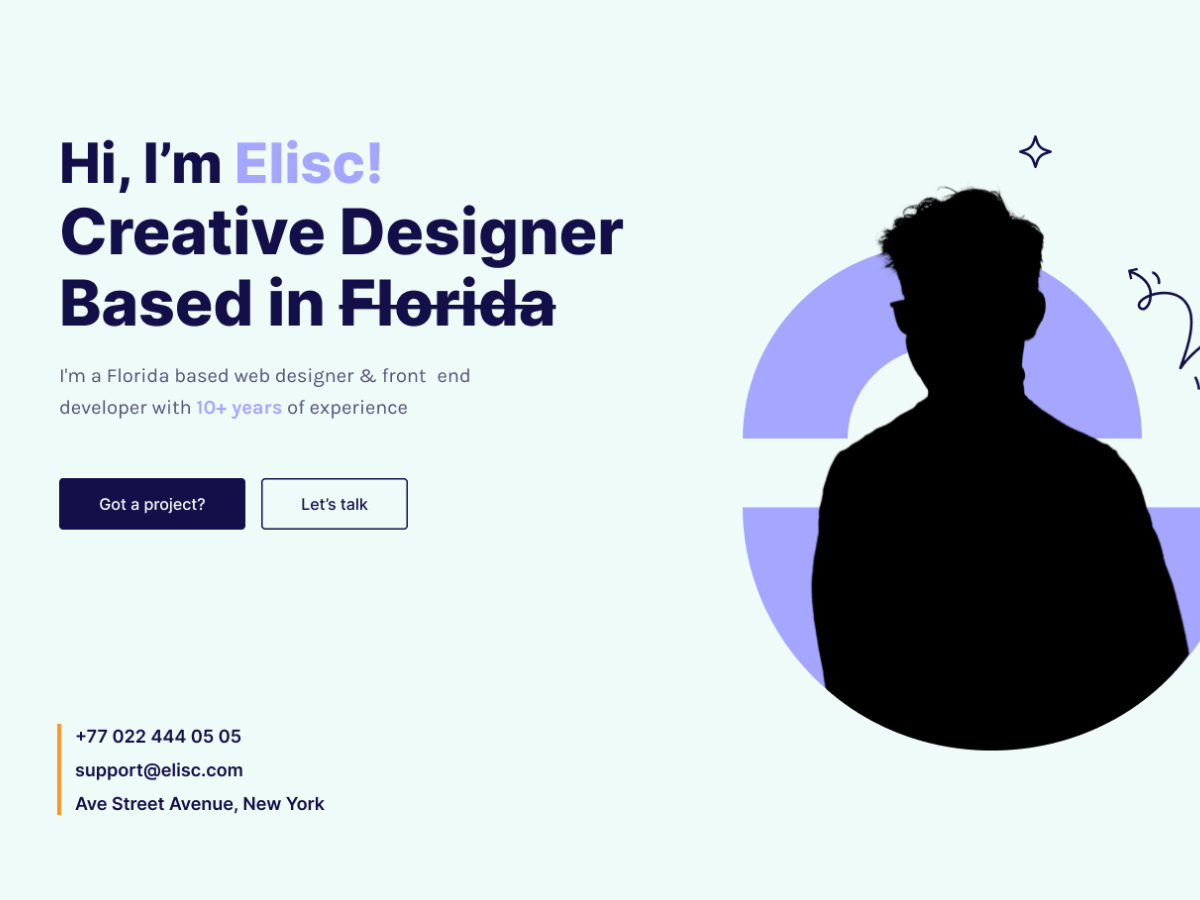 Hi, I’m Elisc!
Creative Designer
Based in Florida
I'm a Florida based web designer & front  end
developer with 10+ years of experience
Got a project?
Let’s talk
+77 022 444 05 05
support@elisc.com
Ave Street Avenue, New York